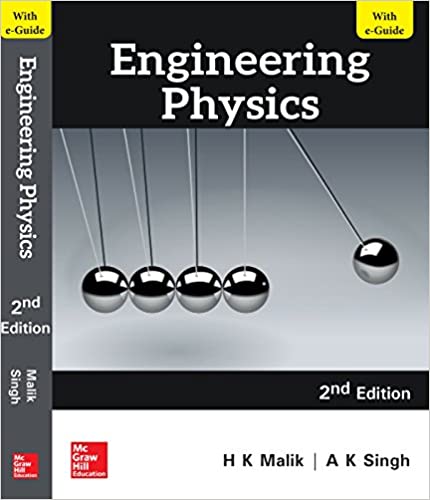 With
e-Guide
Engineering Physics
2nd
Edition
Malik
Singh
Mc
Graw
Hill
Education
With
e-Guide
Engineering
Physics
2nd Edition
Mc
Graw
Hill
Education
H K Malik | A K Singh